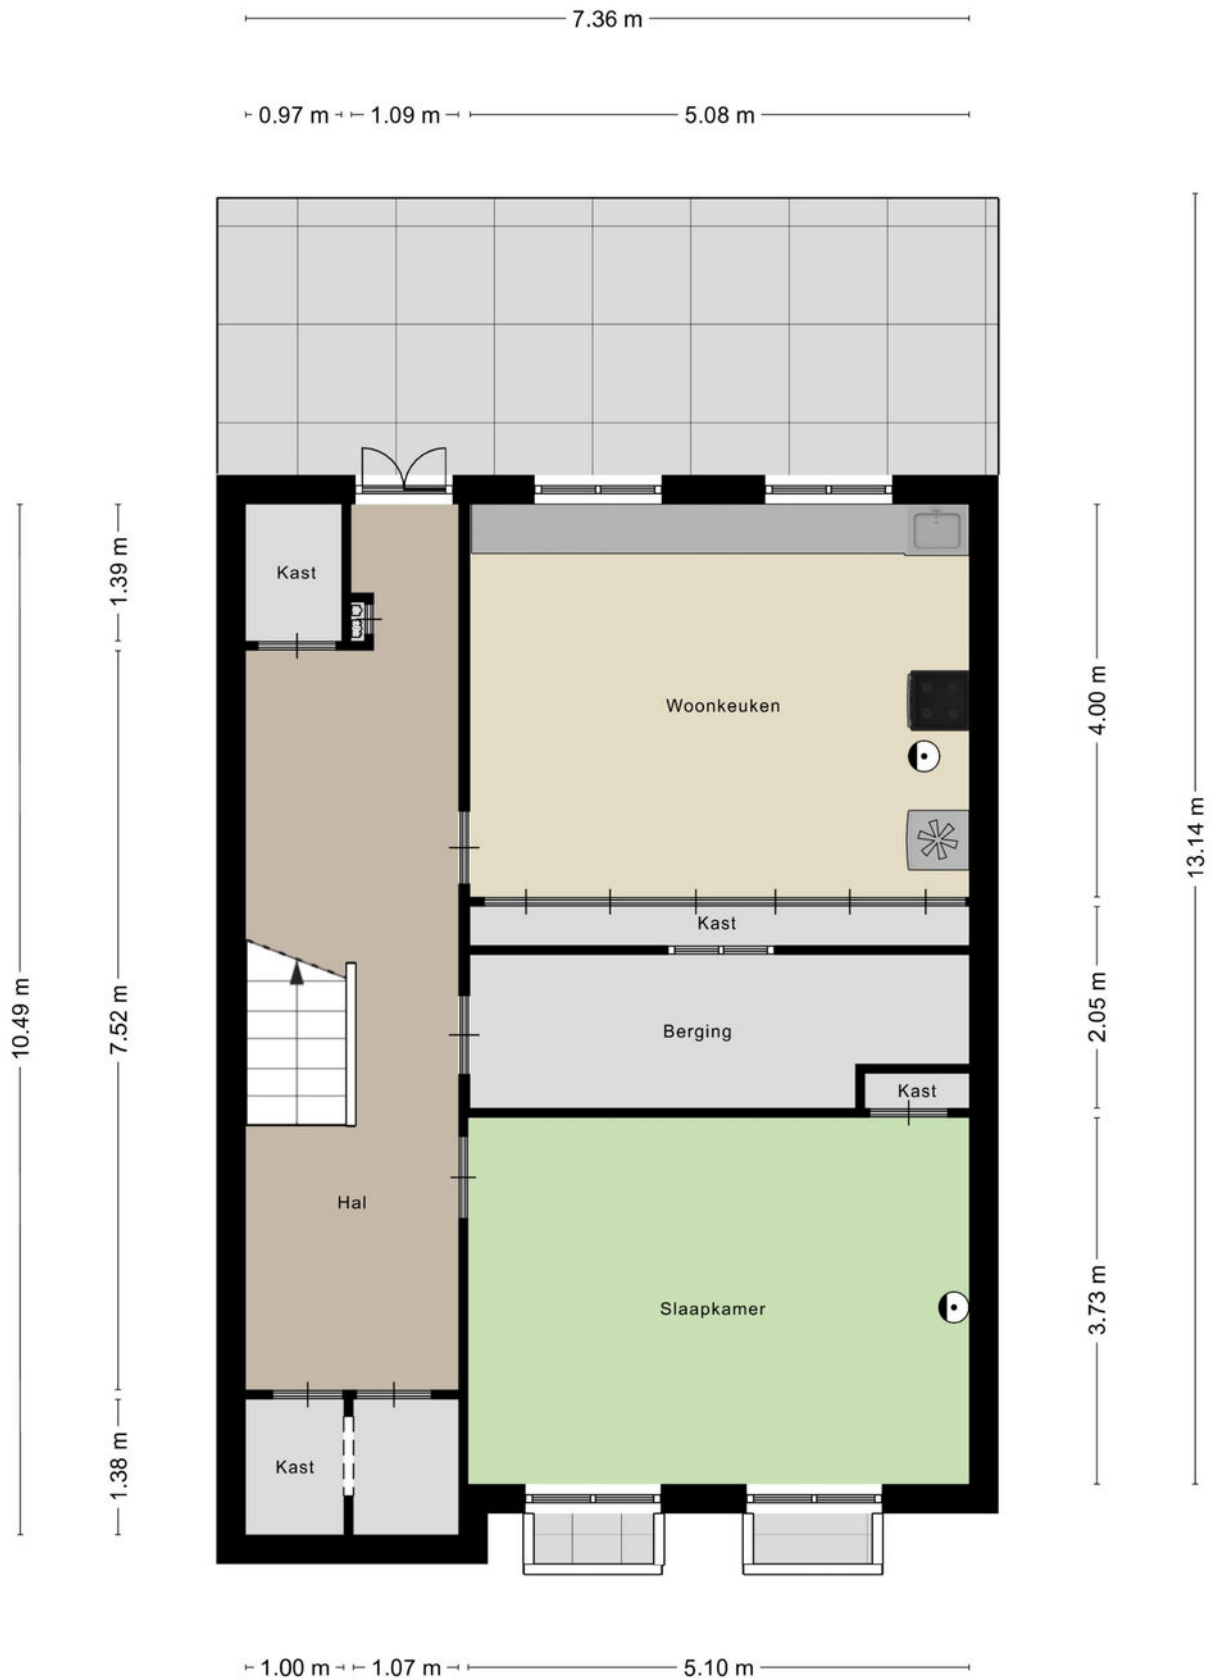 7.36 m
0.97 m
1.09 m
5.08 m
Kast
1.39 m
Woonkeuken
4.00 m
13.14 m
Kast
10.49 m
7.52 m
2.05 m
Berging
Kast
Hal
Slaapkamer
3.73 m
Kast
1.38 m
1.00 m
1.07 m
5.10 m